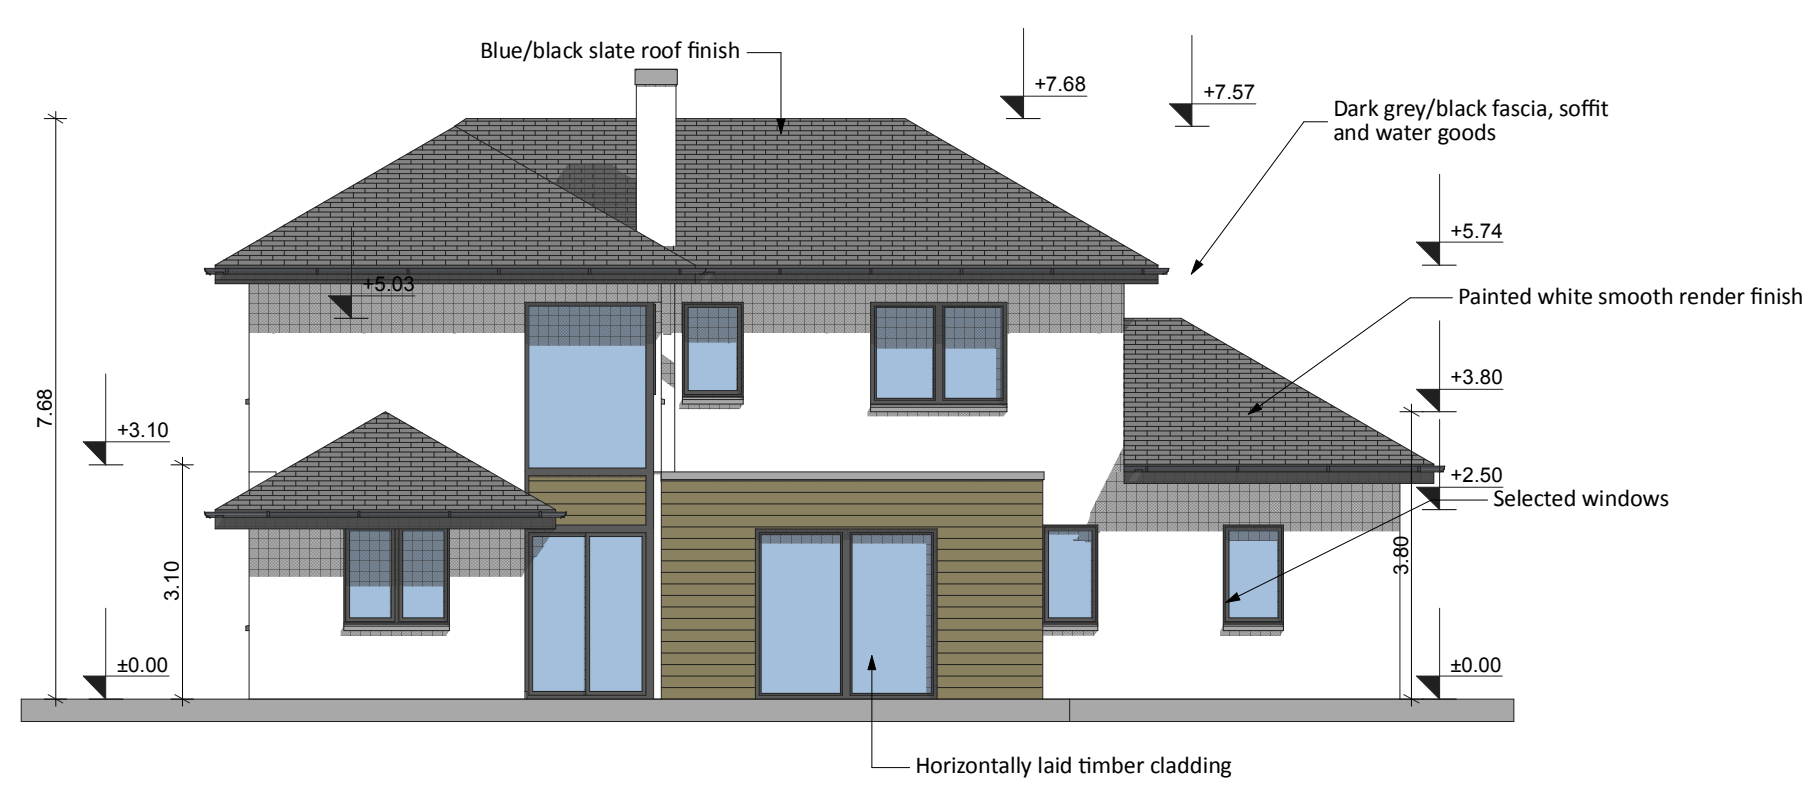 Blue/black slate roof finish
+7.68
+7.57
Dark grey/black fascia, soffit
and water goods
+5.74
+5.03
Painted white smooth render finish
+3.80
7.68
+3.10
+2.50
Selected windows
3.80
3.10
±0.00
±0.00
Horizontally laid timber cladding